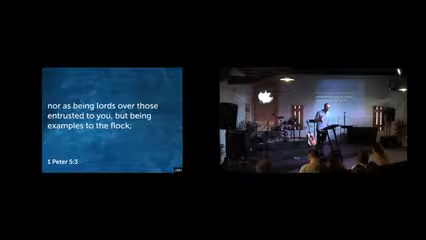 nor as being lords over those
entrusted to you, but being
examples to the flock;
1 Peter 5:3